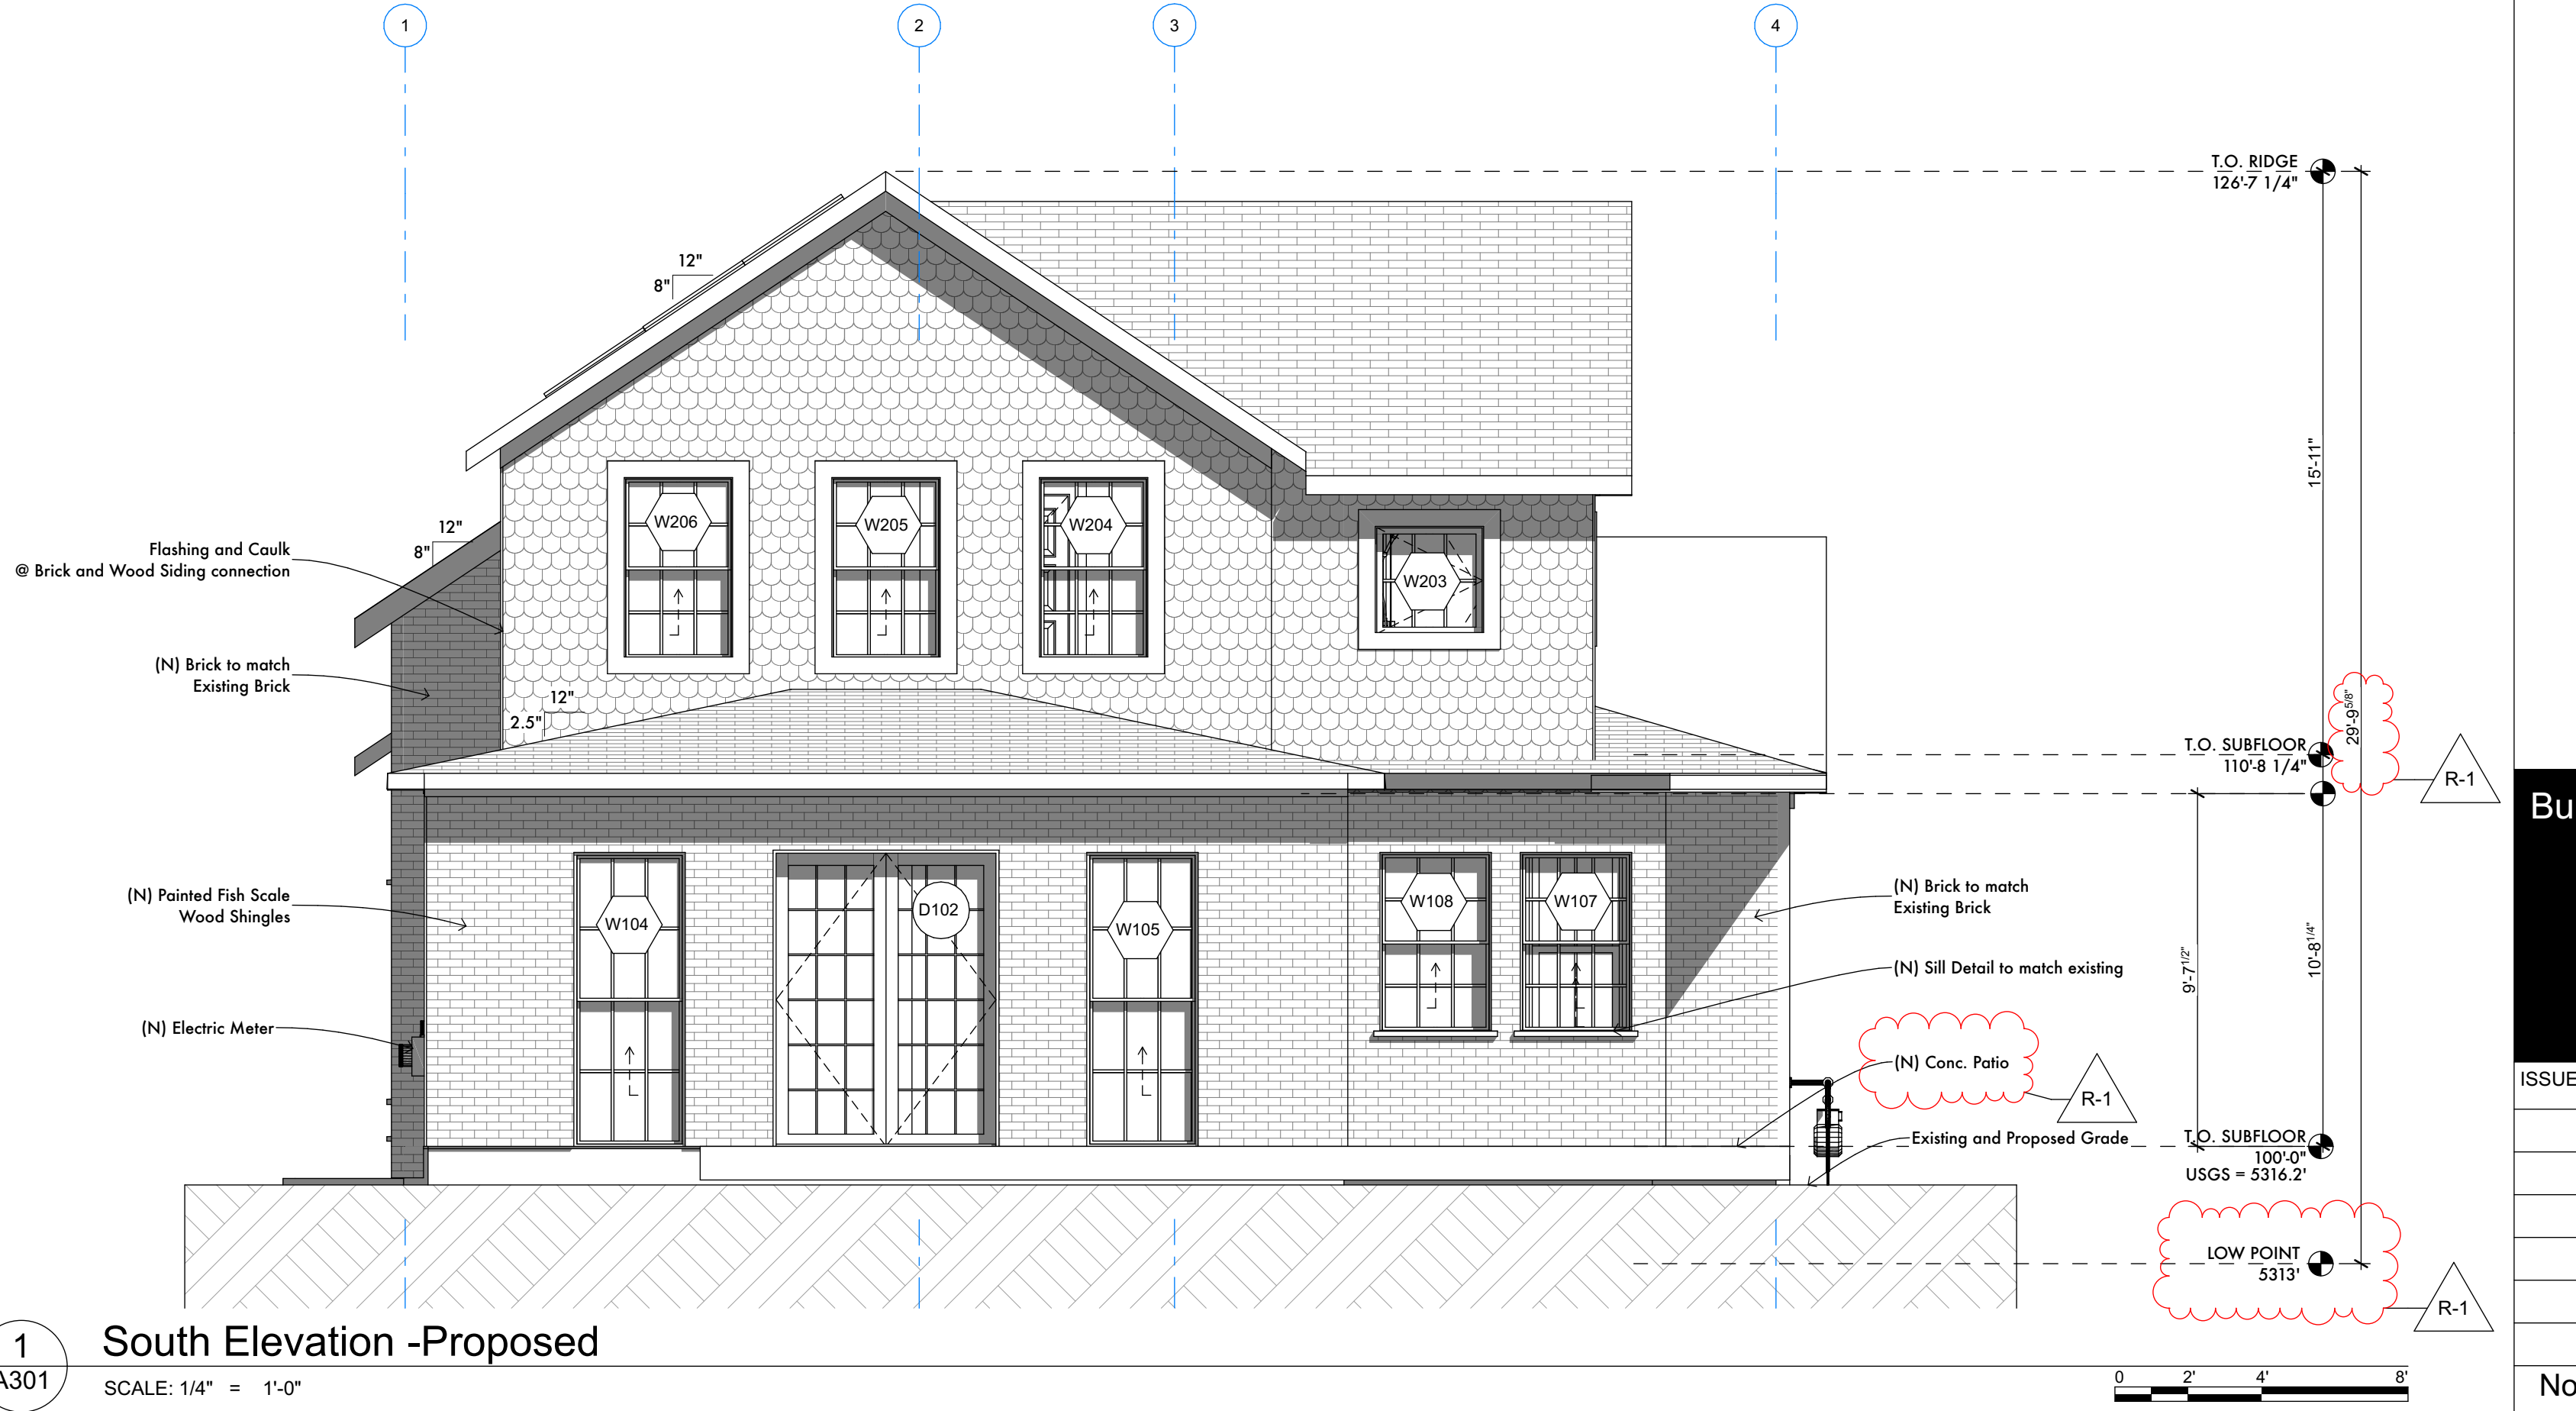 1
2
3
4
T.O. RIDGE
126'-7 1/4"
12"
8"
15'-11"
12"
8"
Flashing and Caulk
@ Brick and Wood Siding connection
W206
W205
W204
W203
(N) Brick to match
Existing Brick
12"
2.5"
29'-9 5/8"
T.O. SUBFLOOR
110'-8 1/4"
R-1
Bu
(N) Painted Fish Scale
Wood Shingles
W104
D102
W105
W108
W107
(N) Brick to match
Existing Brick
9'-7 1/2"
10'-8 1/4"
(N) Sill Detail to match existing
(N) Electric Meter
(N) Conc. Patio
R-1
ISSUE
Existing and Proposed Grade
T.O. SUBFLOOR
100'-0"
USGS = 5316.2'
LOW POINT
5313'
R-1
1
A301
South Elevation -Proposed
SCALE: 1/4" = 1'-0"
0 2' 4' 8'
No